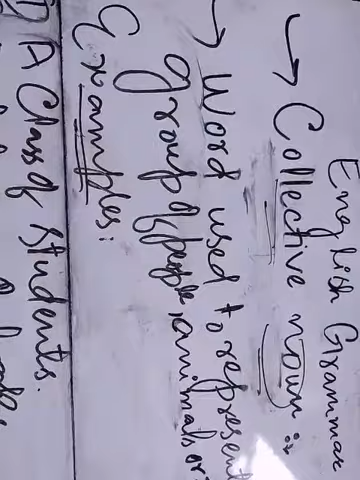 English Grammar
→ Collective noun :-
→ Word used to represent
group of people, animals or
Examples:
1) A Class of students.